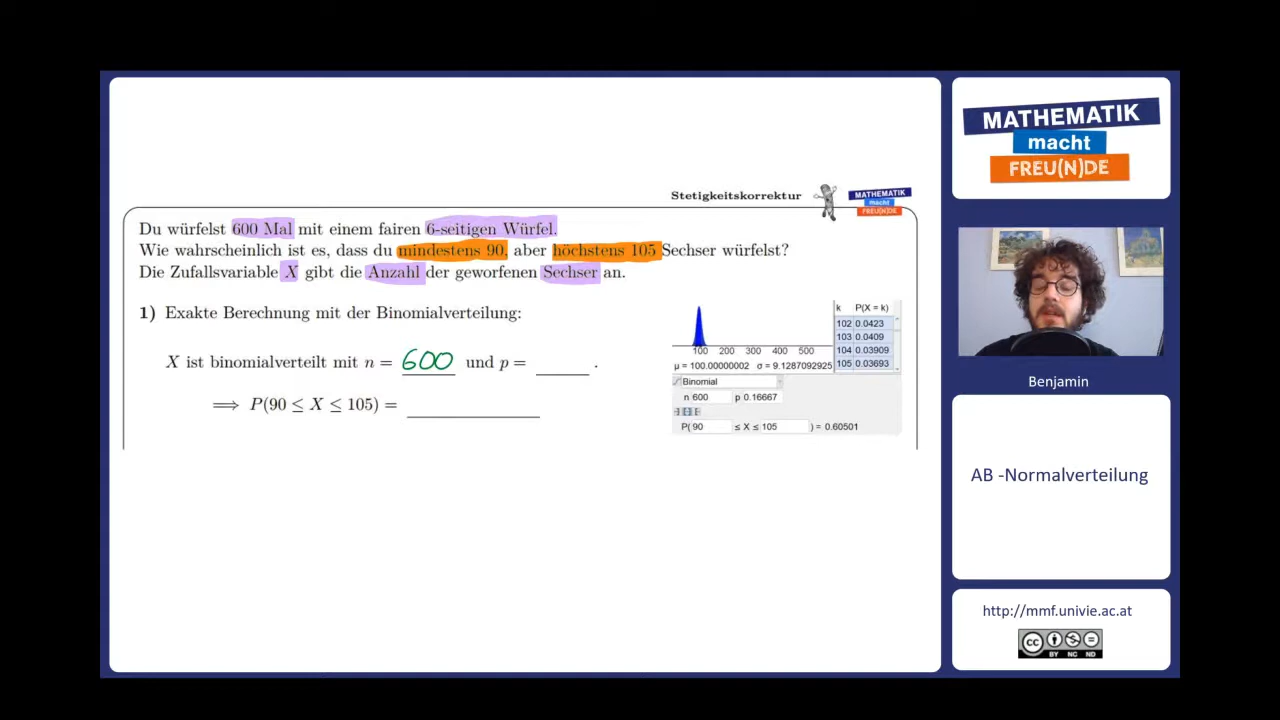 MATHEMATIK
macht
FREU(N)DE
Stetigkeitskorrektur
MATHEMATIK
macht
FREU(N)DE
Du würfelst 600 Mal mit einem fairen 6-seitigen Würfel.
Wie wahrscheinlich ist es, dass du mindestens 90, aber höchstens 105 Sechser würfelst?
Die Zufallsvariable X gibt die Anzahl der geworfenen Sechser an.
1) Exakte Berechnung mit der Binomialverteilung:
X ist binomialverteilt mit n = 600 und p = ______ .
⟹ P(90 ≤ X ≤ 105) = ______
k P(X = k)
102 0.0423
103 0.0409
104 0.03909
105 0.03693
100 200 300 400 500
μ = 100.00000002 σ = 9.1287092925
Binomial
n 600 p 0.16667
P( 90 ≤ X ≤ 105 ) = 0.60501
Benjamin
AB -Normalverteilung
http://mmf.univie.ac.at
cc
BY NC ND